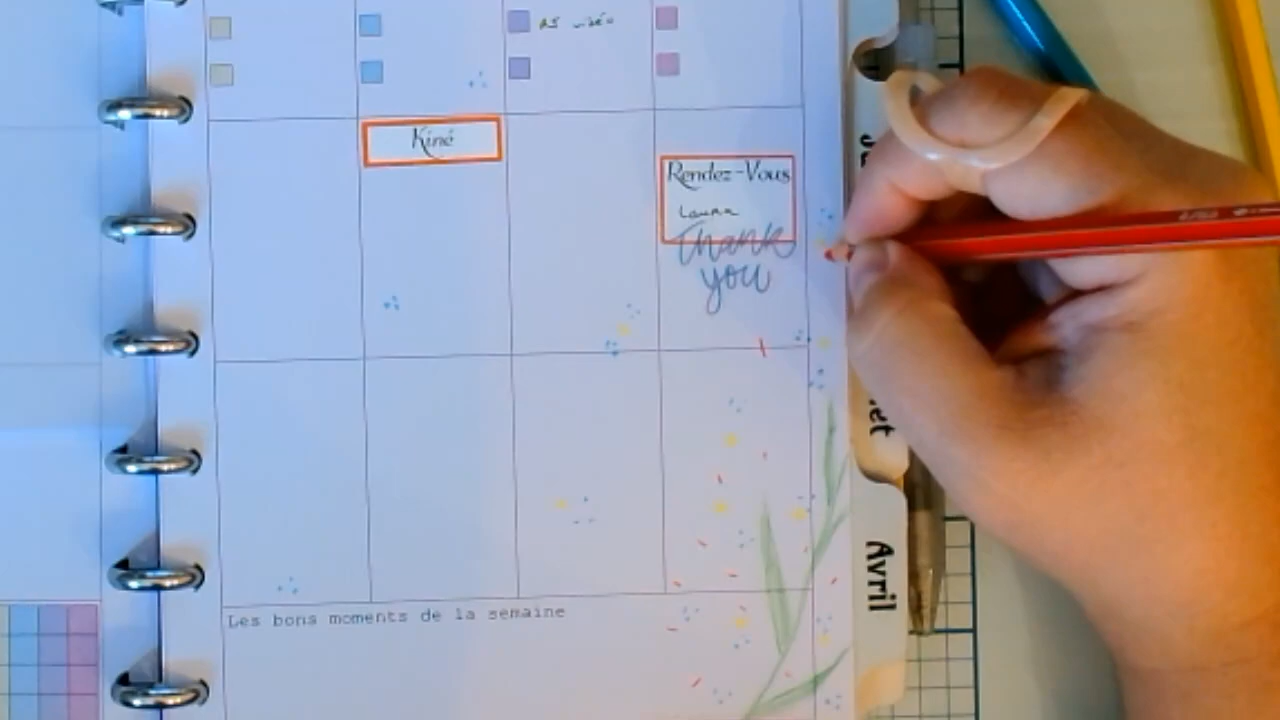 Kiné
Rendez-Vous
Laura
Thank
you
Les bons moments de la semaine
Avril